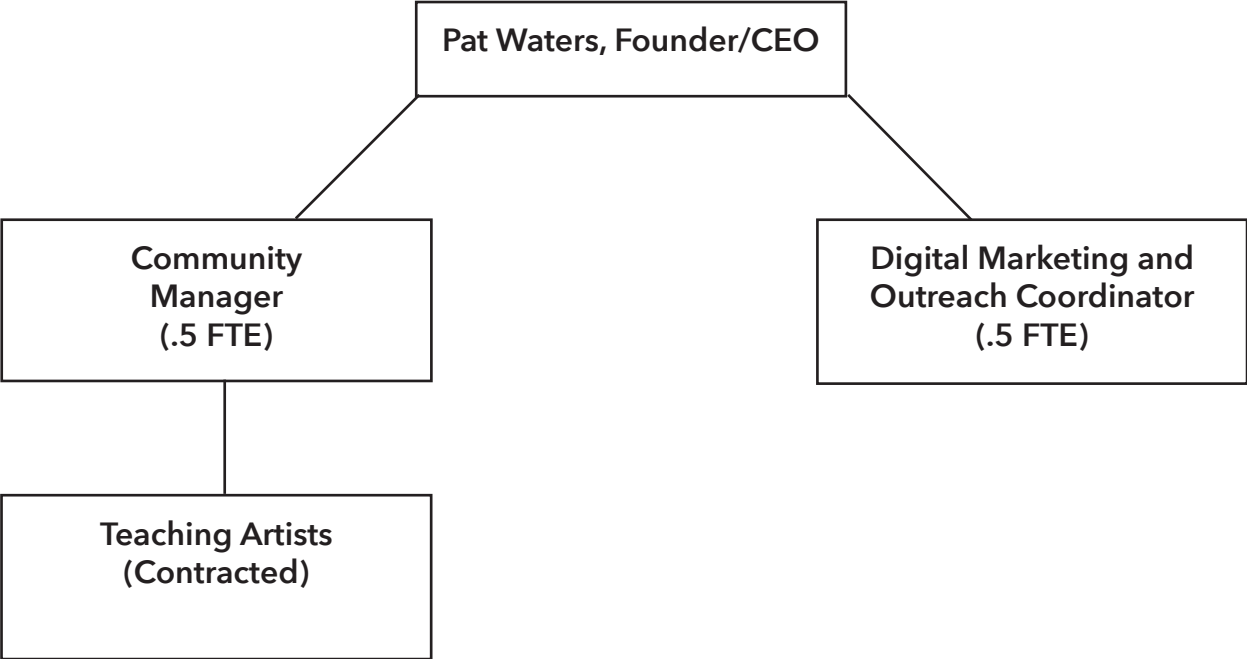 Pat Waters, Founder/CEO
Community
Manager
(.5 FTE)
Digital Marketing and
Outreach Coordinator
(.5 FTE)
Teaching Artists
(Contracted)